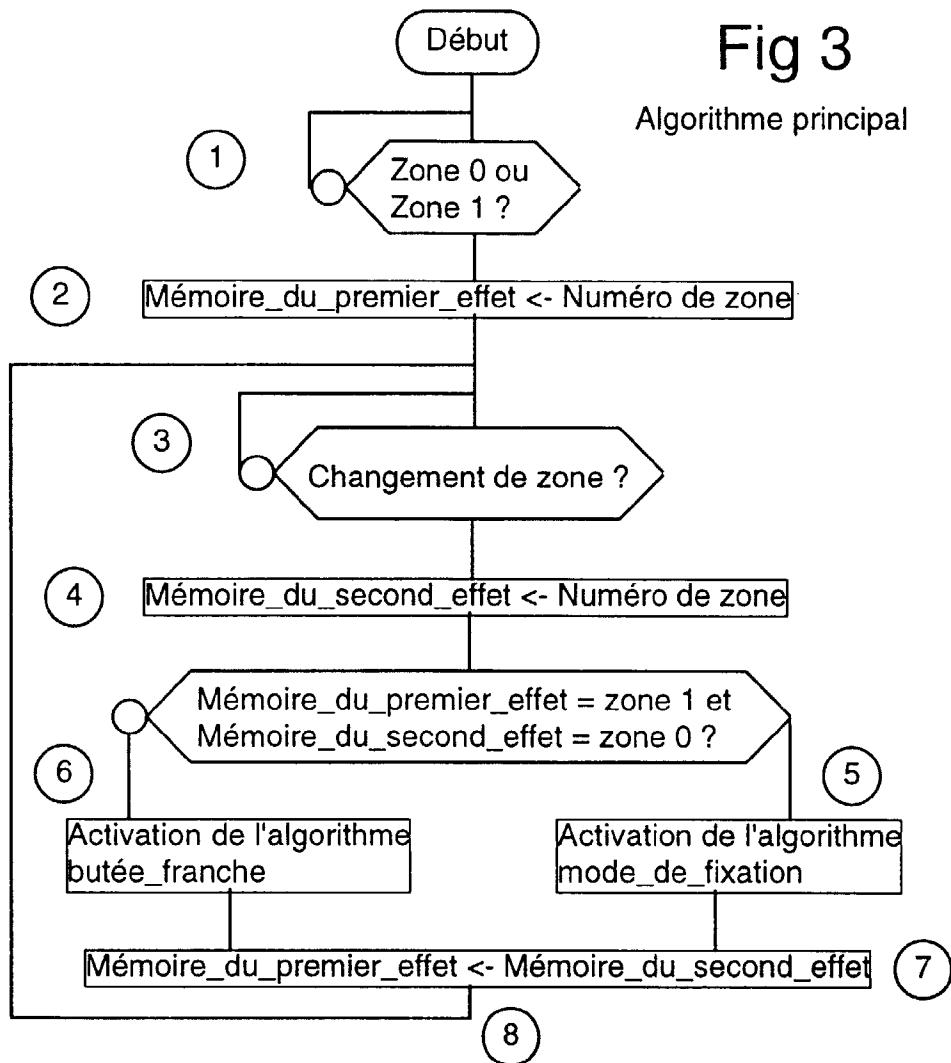 Début
Fig 3
Algorithme principal
1
Zone 0 ou
Zone 1 ?
2
Mémoire_du_premier_effet <- Numéro de zone
3
Changement de zone ?
4
Mémoire_du_second_effet <- Numéro de zone
Mémoire_du_premier_effet = zone 1 et
Mémoire_du_second_effet = zone 0 ?
6
5
Activation de l'algorithme
butée_franche
Activation de l'algorithme
mode_de_fixation
Mémoire_du_premier_effet <- Mémoire_du_second_effet
7
8